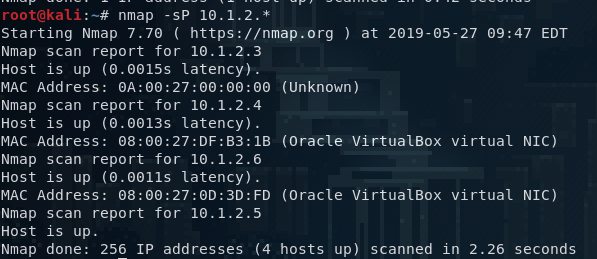 Nmap done: 1 IP address (1 host up) scanned in 0.42 seconds
root@kali:~# nmap -sP 10.1.2.*
Starting Nmap 7.70 ( https://nmap.org ) at 2019-05-27 09:47 EDT
Nmap scan report for 10.1.2.3
Host is up (0.0015s latency).
MAC Address: 0A:00:27:00:00:00 (Unknown)
Nmap scan report for 10.1.2.4
Host is up (0.0013s latency).
MAC Address: 08:00:27:DF:B3:1B (Oracle VirtualBox virtual NIC)
Nmap scan report for 10.1.2.6
Host is up (0.0011s latency).
MAC Address: 08:00:27:0D:3D:FD (Oracle VirtualBox virtual NIC)
Nmap scan report for 10.1.2.5
Host is up.
Nmap done: 256 IP addresses (4 hosts up) scanned in 2.26 seconds